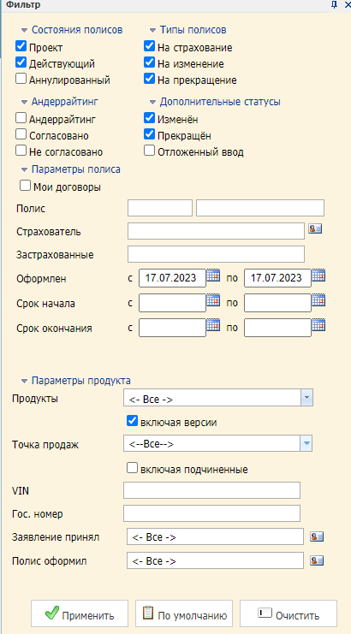 Фильтр
Состояния полисов Типы полисов
Проект На страхование
Действующий На изменение
Аннулированный На прекращение
Андеррайтинг Дополнительные статусы
Андеррайтинг Изменён
Согласовано Прекращён
Не согласовано Отложенный ввод
Параметры полиса
Мои договоры
Полис
Страхователь
Застрахованные
Оформлен с 17.07.2023 по 17.07.2023
Срок начала с по
Срок окончания с по
Параметры продукта
Продукты <- Все ->
включая версии
Точка продаж <--Все-->
включая подчиненные
VIN
Гос. номер
Заявление принял <- Все ->
Полис оформил <- Все ->
Применить По умолчанию Очистить